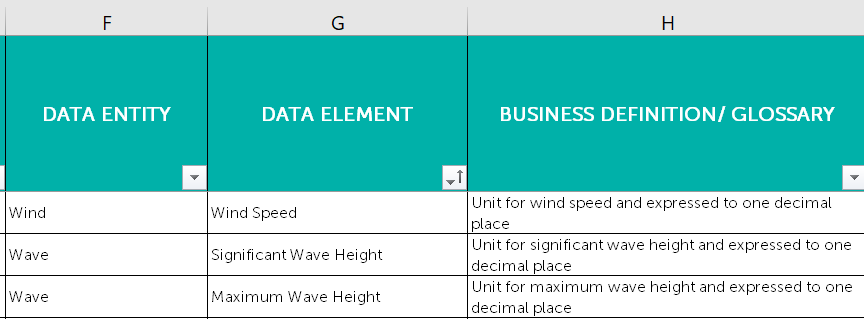 F G H
DATA ENTITY DATA ELEMENT BUSINESS DEFINITION/ GLOSSARY
Wind Wind Speed Unit for wind speed and expressed to one decimal
place
Wave Significant Wave Height Unit for significant wave height and expressed to one
decimal place
Wave Maximum Wave Height Unit for maximum wave height and expressed to one
decimal place